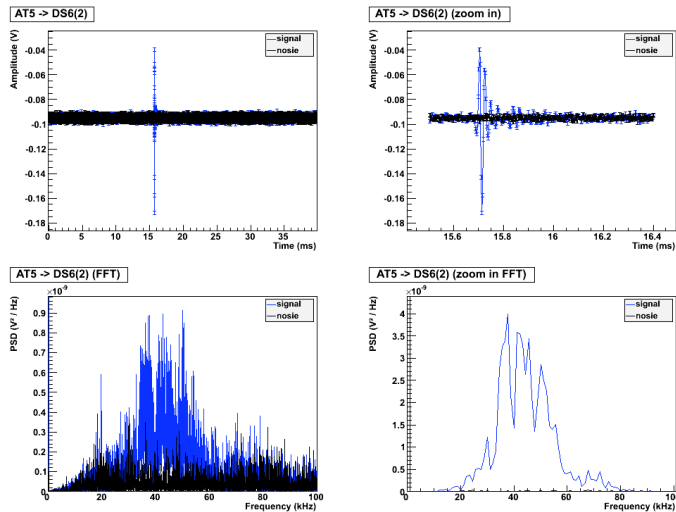 AT5 -> DS6(2)
Amplitude (V)
signal
nosie
-0.04
-0.06
-0.08
-0.1
-0.12
-0.14
-0.16
-0.18
0 5 10 15 20 25 30 35
Time (ms)
AT5 -> DS6(2) (zoom in)
Amplitude (V)
signal
nosie
-0.04
-0.06
-0.08
-0.1
-0.12
-0.14
-0.16
-0.18
15.6 15.8 16 16.2 16.4
Time (ms)
AT5 -> DS6(2) (FFT)
×10⁻⁹
PSD (V² / Hz)
signal
nosie
0.9
0.8
0.7
0.6
0.5
0.4
0.3
0.2
0.1
0
0 20 40 60 80 100
Frequency (kHz)
AT5 -> DS6(2) (zoom in FFT)
×10⁻⁹
PSD (V² / Hz)
signal
nosie
4
3.5
3
2.5
2
1.5
1
0.5
0
0 20 40 60 80 100
Frequency (kHz)